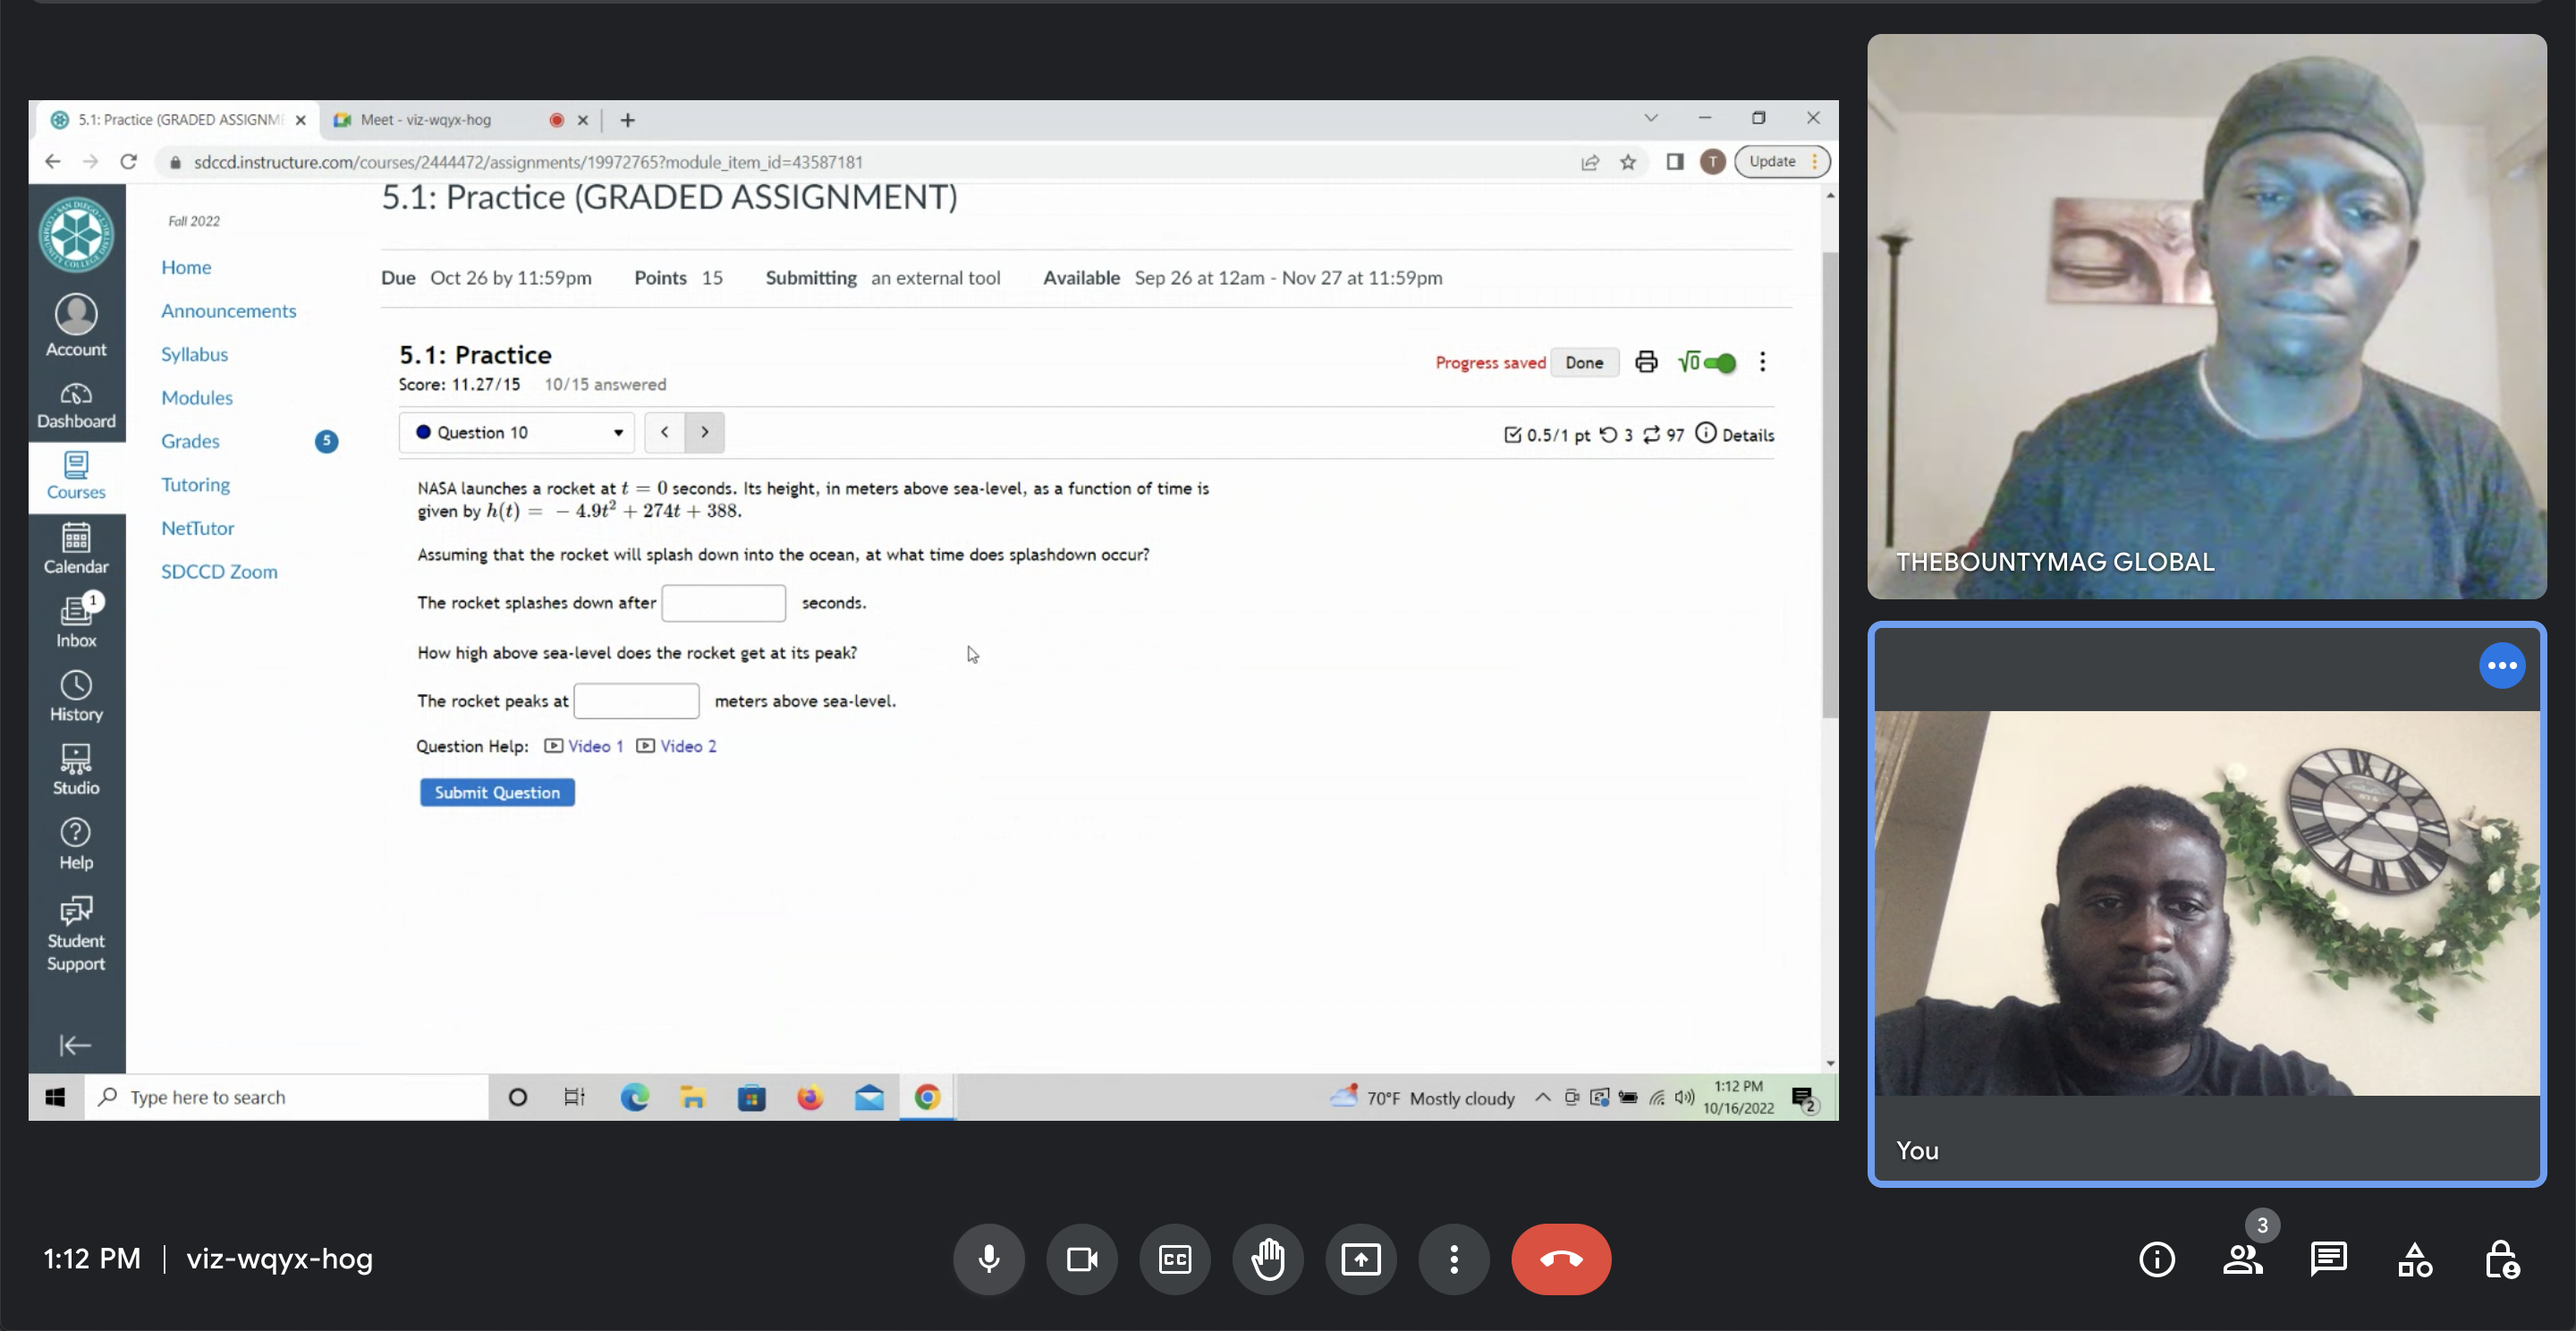 5.1: Practice (GRADED ASSIGNME
Meet - viz-wqyx-hog
sdccd.instructure.com/courses/2444472/assignments/19972765?module_item_id=43587181
T
Update
SAN DIEGO COMMUNITY COLLEGE DISTRICT
Account
Dashboard
Courses
Calendar
1
Inbox
History
Studio
Help
Student
Support
Fall 2022
Home
Announcements
Syllabus
Modules
Grades 5
Tutoring
NetTutor
SDCCD Zoom
5.1: Practice (GRADED ASSIGNMENT)
Due Oct 26 by 11:59pm Points 15 Submitting an external tool Available Sep 26 at 12am - Nov 27 at 11:59pm
5.1: Practice
Score: 11.27/15 10/15 answered
Progress saved Done √0
Question 10 < >
0.5/1 pt 3 97 Details
NASA launches a rocket at t = 0 seconds. Its height, in meters above sea-level, as a function of time is
given by h(t) = − 4.9t² + 274t + 388.
Assuming that the rocket will splash down into the ocean, at what time does splashdown occur?
The rocket splashes down after seconds.
How high above sea-level does the rocket get at its peak?
The rocket peaks at meters above sea-level.
Question Help: Video 1 Video 2
Submit Question
Type here to search
70°F Mostly cloudy
1:12 PM
10/16/2022
2
THEBOUNTYMAG GLOBAL
You
1:12 PM | viz-wqyx-hog
CC
3